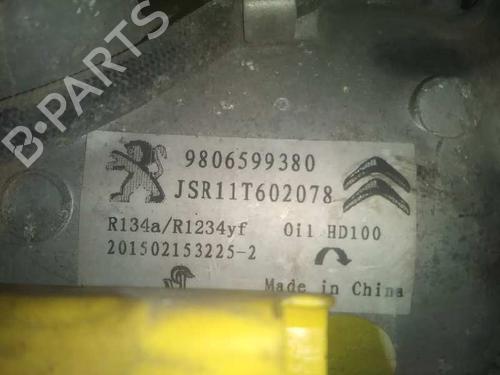 B-PARTS
9806599380
JSR11T602078
R134a/R1234yf Oil HD100
201502153225-2
Made in China